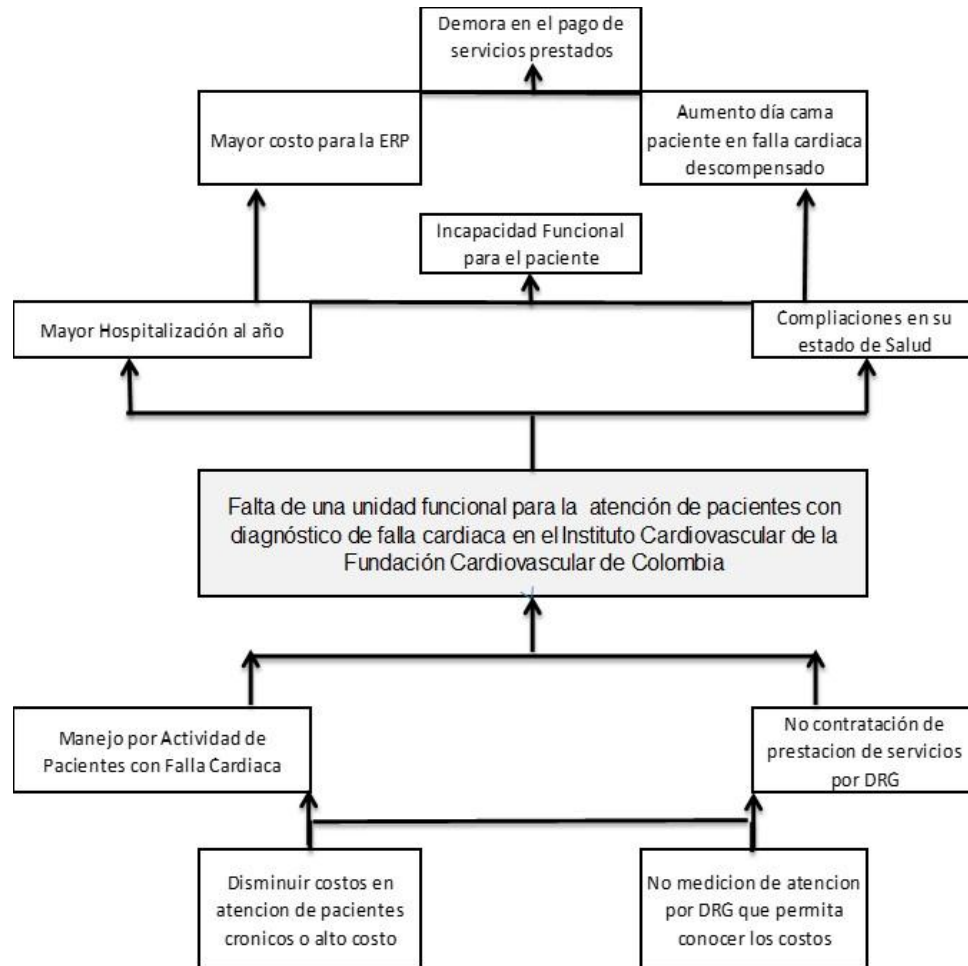 Demora en el pago de
servicios prestados
Mayor costo para la ERP
Aumento día cama
paciente en falla cardiaca
descompensado
Incapacidad Funcional
para el paciente
Mayor Hospitalización al año
Compliaciones en su
estado de Salud
Falta de una unidad funcional para la atención de pacientes con
diagnóstico de falla cardiaca en el Instituto Cardiovascular de la
Fundación Cardiovascular de Colombia
Manejo por Actividad de
Pacientes con Falla Cardiaca
No contratación de
prestacion de servicios
por DRG
Disminuir costos en
atencion de pacientes
cronicos o alto costo
No medicion de atencion
por DRG que permita
conocer los costos